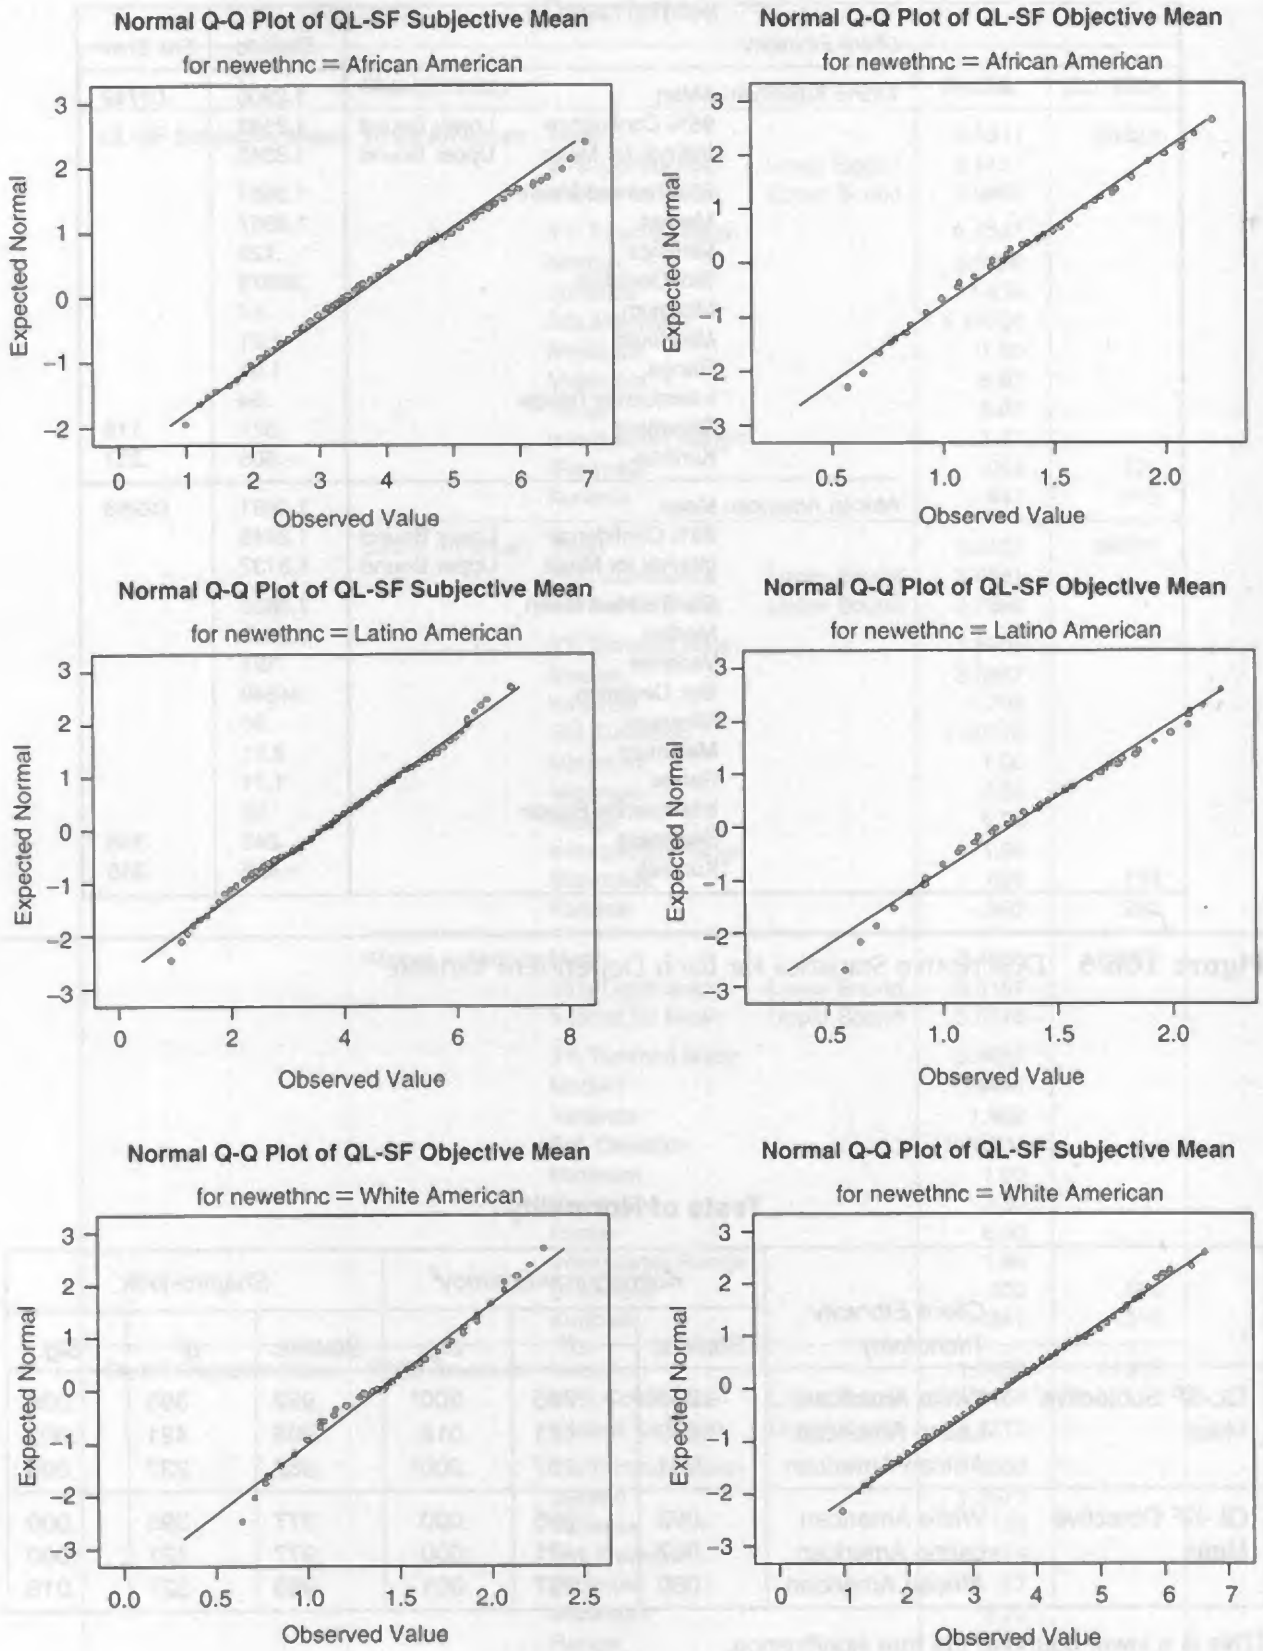 Normal Q-Q Plot of QL-SF Subjective Mean
for newethnc = African American
Expected Normal
3
2
1
0
−1
−2
0 1 2 3 4 5 6 7
Observed Value
Normal Q-Q Plot of QL-SF Objective Mean
for newethnc = African American
Expected Normal
3
2
1
0
−1
−2
−3
0.5 1.0 1.5 2.0
Observed Value
Normal Q-Q Plot of QL-SF Subjective Mean
for newethnc = Latino American
Expected Normal
3
2
1
0
−1
−2
−3
0 2 4 6 8
Observed Value
Normal Q-Q Plot of QL-SF Objective Mean
for newethnc = Latino American
Expected Normal
3
2
1
0
−1
−2
−3
0.5 1.0 1.5 2.0
Observed Value
Normal Q-Q Plot of QL-SF Objective Mean
for newethnc = White American
Expected Normal
3
2
1
0
−1
−2
−3
0.0 0.5 1.0 1.5 2.0 2.5
Observed Value
Normal Q-Q Plot of QL-SF Subjective Mean
for newethnc = White American
Expected Normal
3
2
1
0
−1
−2
−3
0 1 2 3 4 5 6 7
Observed Value